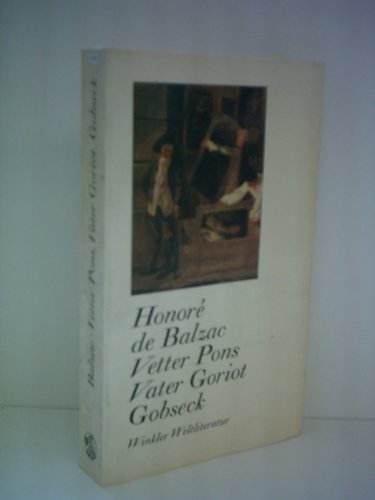 Honoré
de Balzac
Vetter Pons
Vater Goriot
Gobseck
Winkler Weltliteratur
Balzac Vetter Pons, Vater Goriot, Gobseck